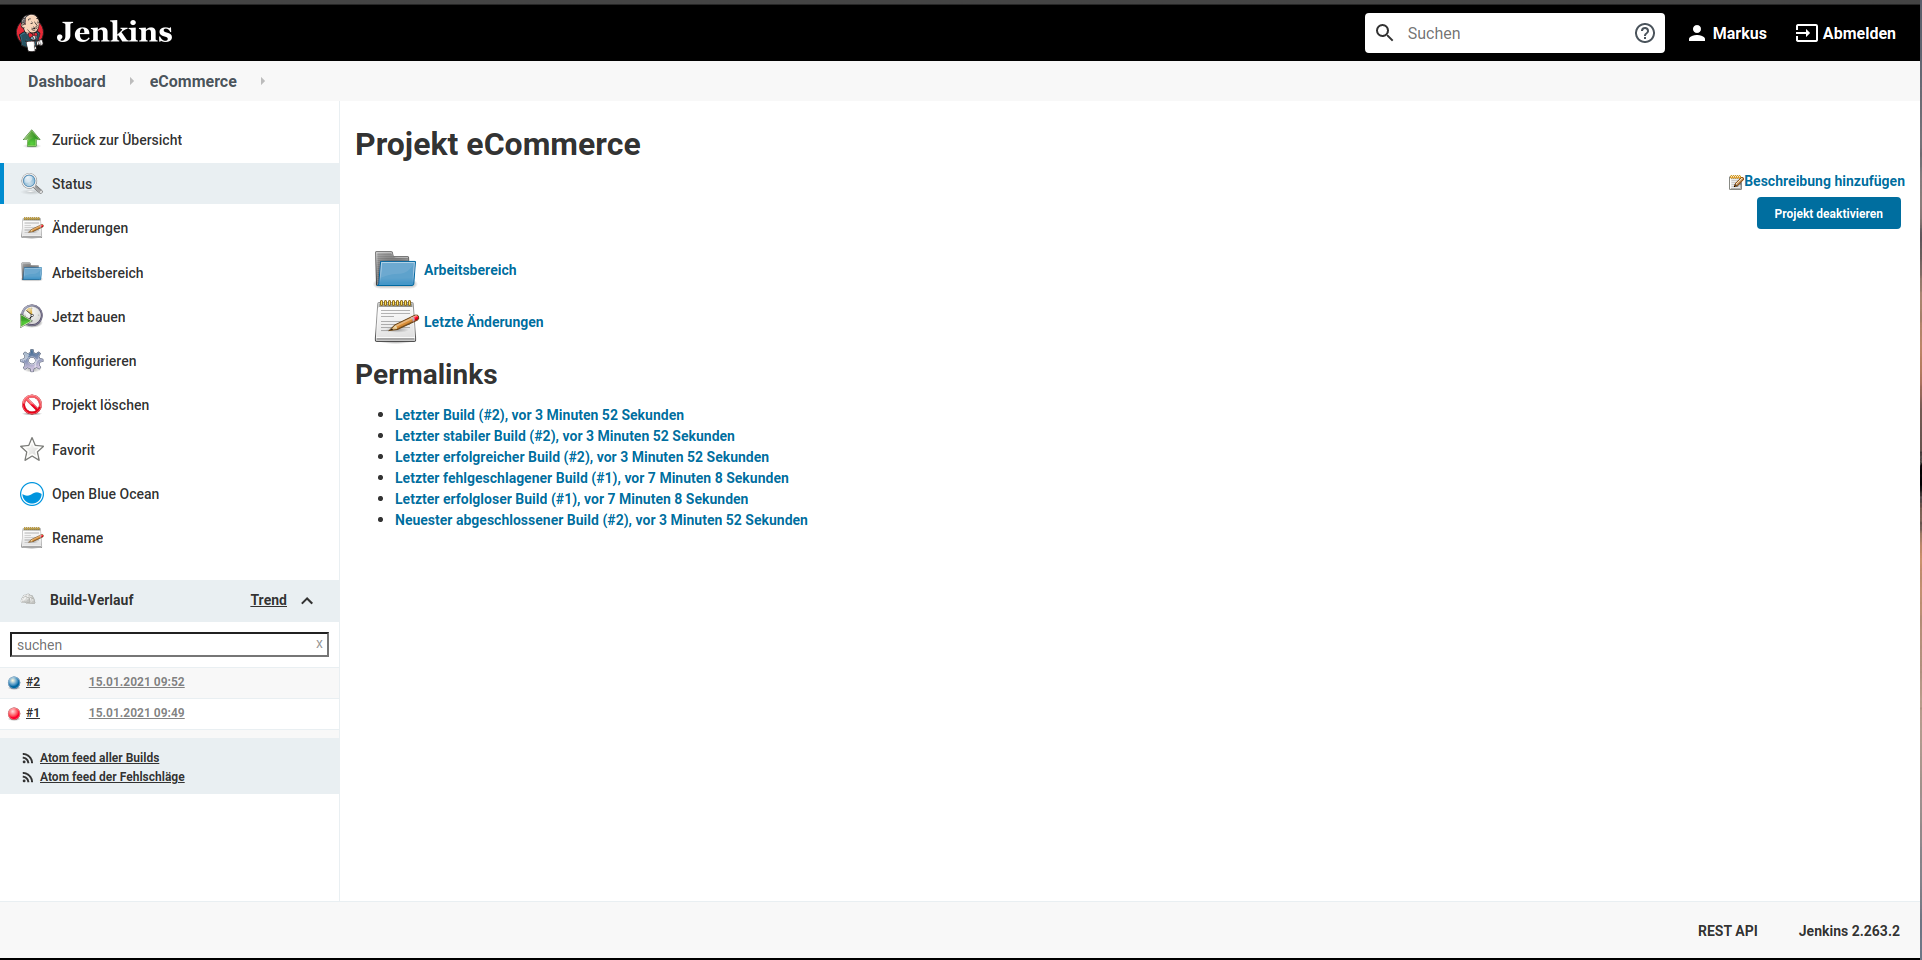 Jenkins
Suchen
Markus
Abmelden
Dashboard
eCommerce
Zurück zur Übersicht
Status
Änderungen
Arbeitsbereich
Jetzt bauen
Konfigurieren
Projekt löschen
Favorit
Open Blue Ocean
Rename
Build-Verlauf Trend
suchen x
#2 15.01.2021 09:52
#1 15.01.2021 09:49
Atom feed aller Builds
Atom feed der Fehlschläge
Projekt eCommerce
Beschreibung hinzufügen
Projekt deaktivieren
Arbeitsbereich
Letzte Änderungen
Permalinks
Letzter Build (#2), vor 3 Minuten 52 Sekunden
Letzter stabiler Build (#2), vor 3 Minuten 52 Sekunden
Letzter erfolgreicher Build (#2), vor 3 Minuten 52 Sekunden
Letzter fehlgeschlagener Build (#1), vor 7 Minuten 8 Sekunden
Letzter erfolgloser Build (#1), vor 7 Minuten 8 Sekunden
Neuester abgeschlossener Build (#2), vor 3 Minuten 52 Sekunden
REST API
Jenkins 2.263.2